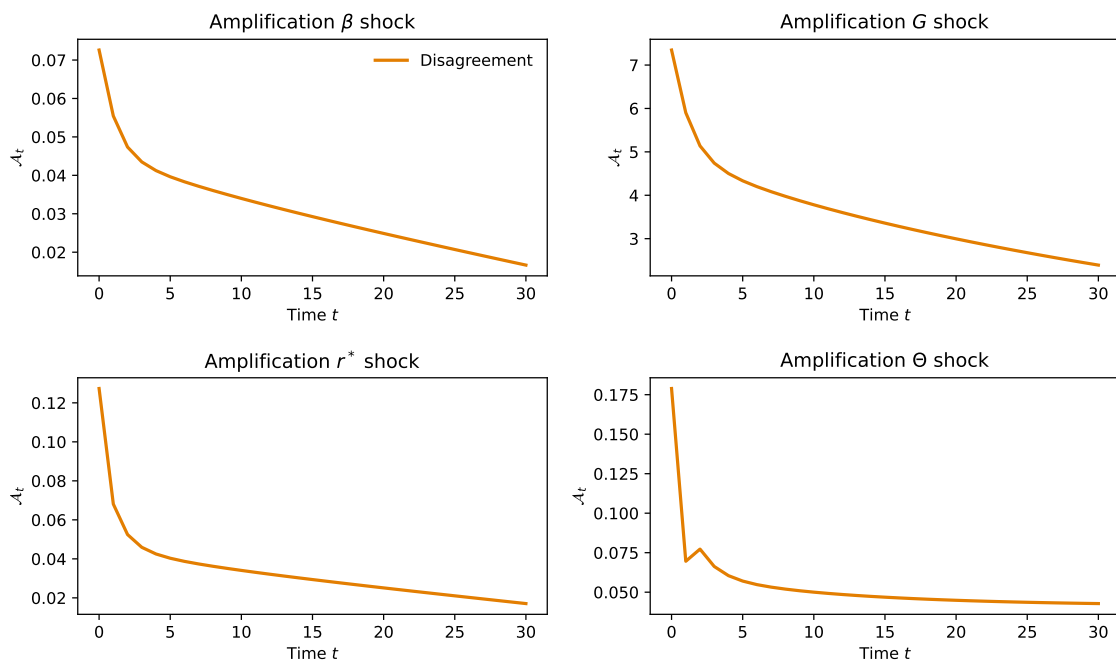 Amplification β shock
0.07
0.06
0.05
0.04
0.03
0.02
𝒜ₜ
Disagreement
0 5 10 15 20 25 30
Time t
Amplification G shock
7
6
5
4
3
𝒜ₜ
0 5 10 15 20 25 30
Time t
Amplification r* shock
0.12
0.10
0.08
0.06
0.04
0.02
𝒜ₜ
0 5 10 15 20 25 30
Time t
Amplification Θ shock
0.175
0.150
0.125
0.100
0.075
0.050
𝒜ₜ
0 5 10 15 20 25 30
Time t